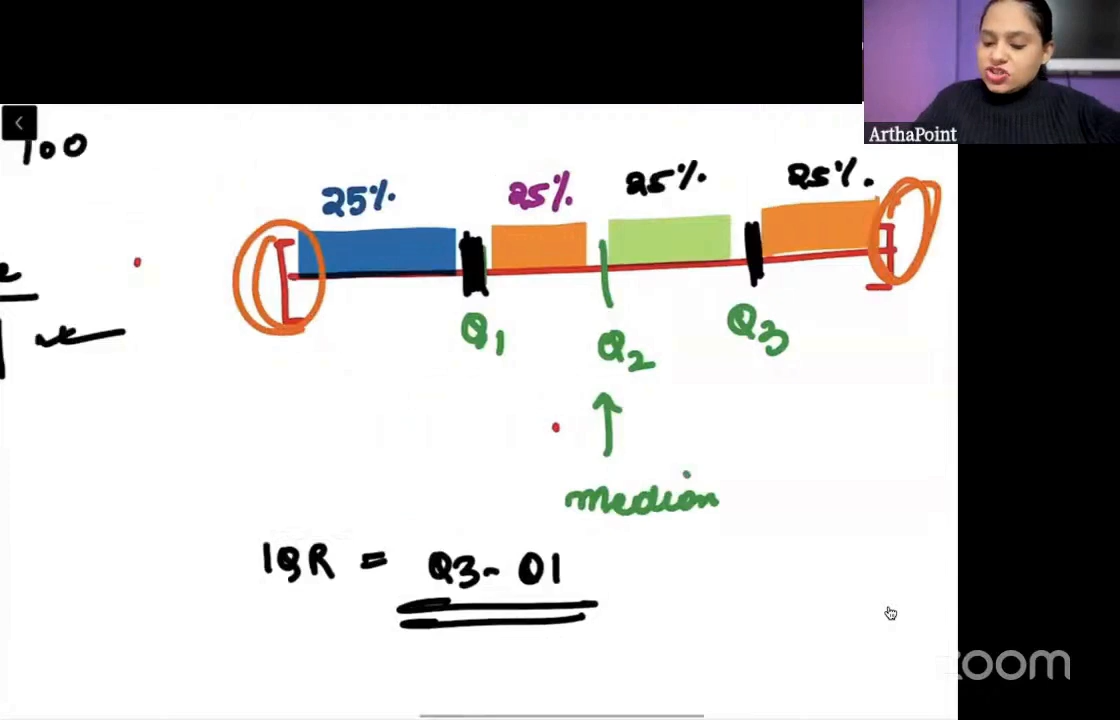 ArthaPoint
100
25% 25% 25% 25%.
Q1 Q2 Q3
median
IQR = Q3 - Q1
zoom